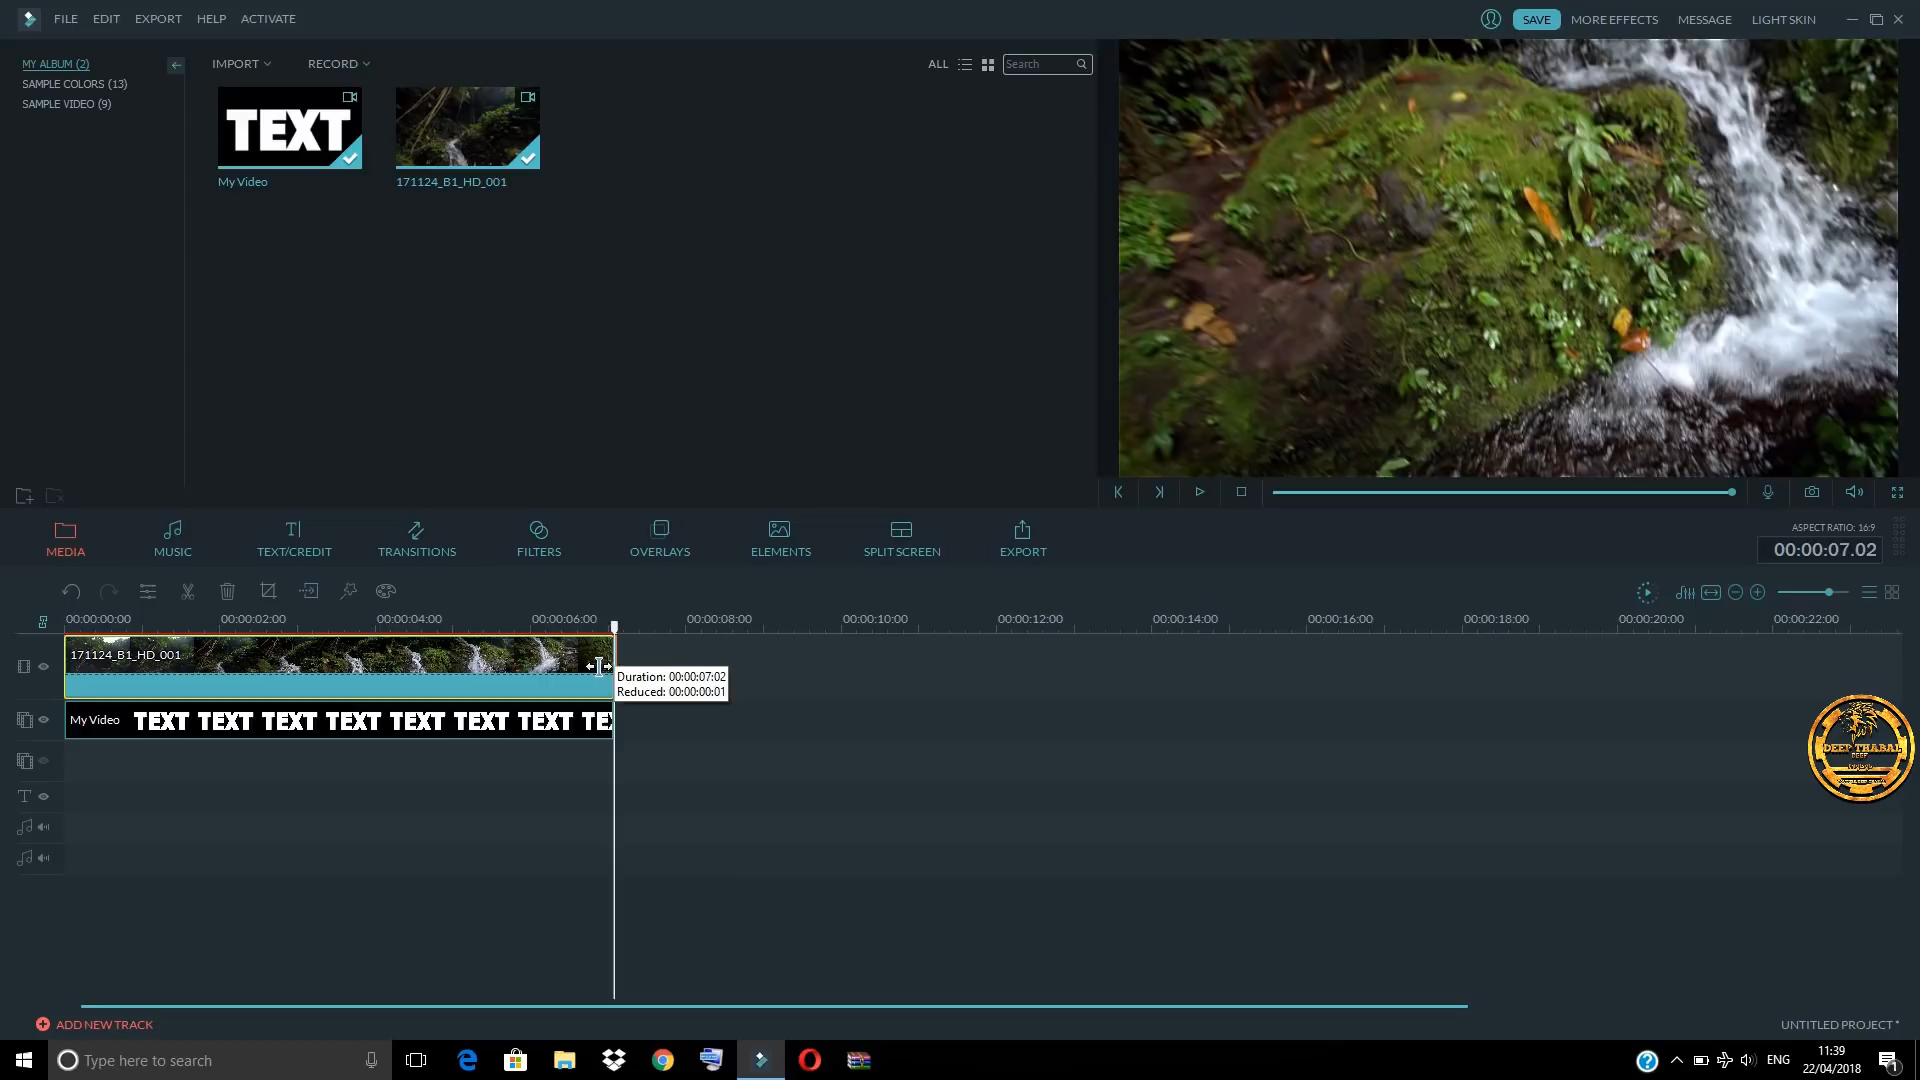 FILE EDIT EXPORT HELP ACTIVATE SAVE MORE EFFECTS MESSAGE LIGHT SKIN
MY ALBUM (2)
SAMPLE COLORS (13)
SAMPLE VIDEO (9)
IMPORT RECORD ALL Search
TEXT
My Video 171124_B1_HD_001
MEDIA MUSIC TEXT/CREDIT TRANSITIONS FILTERS OVERLAYS ELEMENTS SPLIT SCREEN EXPORT
ASPECT RATIO: 16:9
00:00:07.02
00:00:00:00 00:00:02:00 00:00:04:00 00:00:06:00 00:00:08:00 00:00:10:00 00:00:12:00 00:00:14:00 00:00:16:00 00:00:18:00 00:00:20:00 00:00:22:00
171124_B1_HD_001
Duration: 00:00:07:02
Reduced: 00:00:00:01
My Video TEXT TEXT TEXT TEXT TEXT TEXT TEXT TE
DEEP THABAL
ADD NEW TRACK
UNTITLED PROJECT *
Type here to search
ENG
11:39
22/04/2018
1